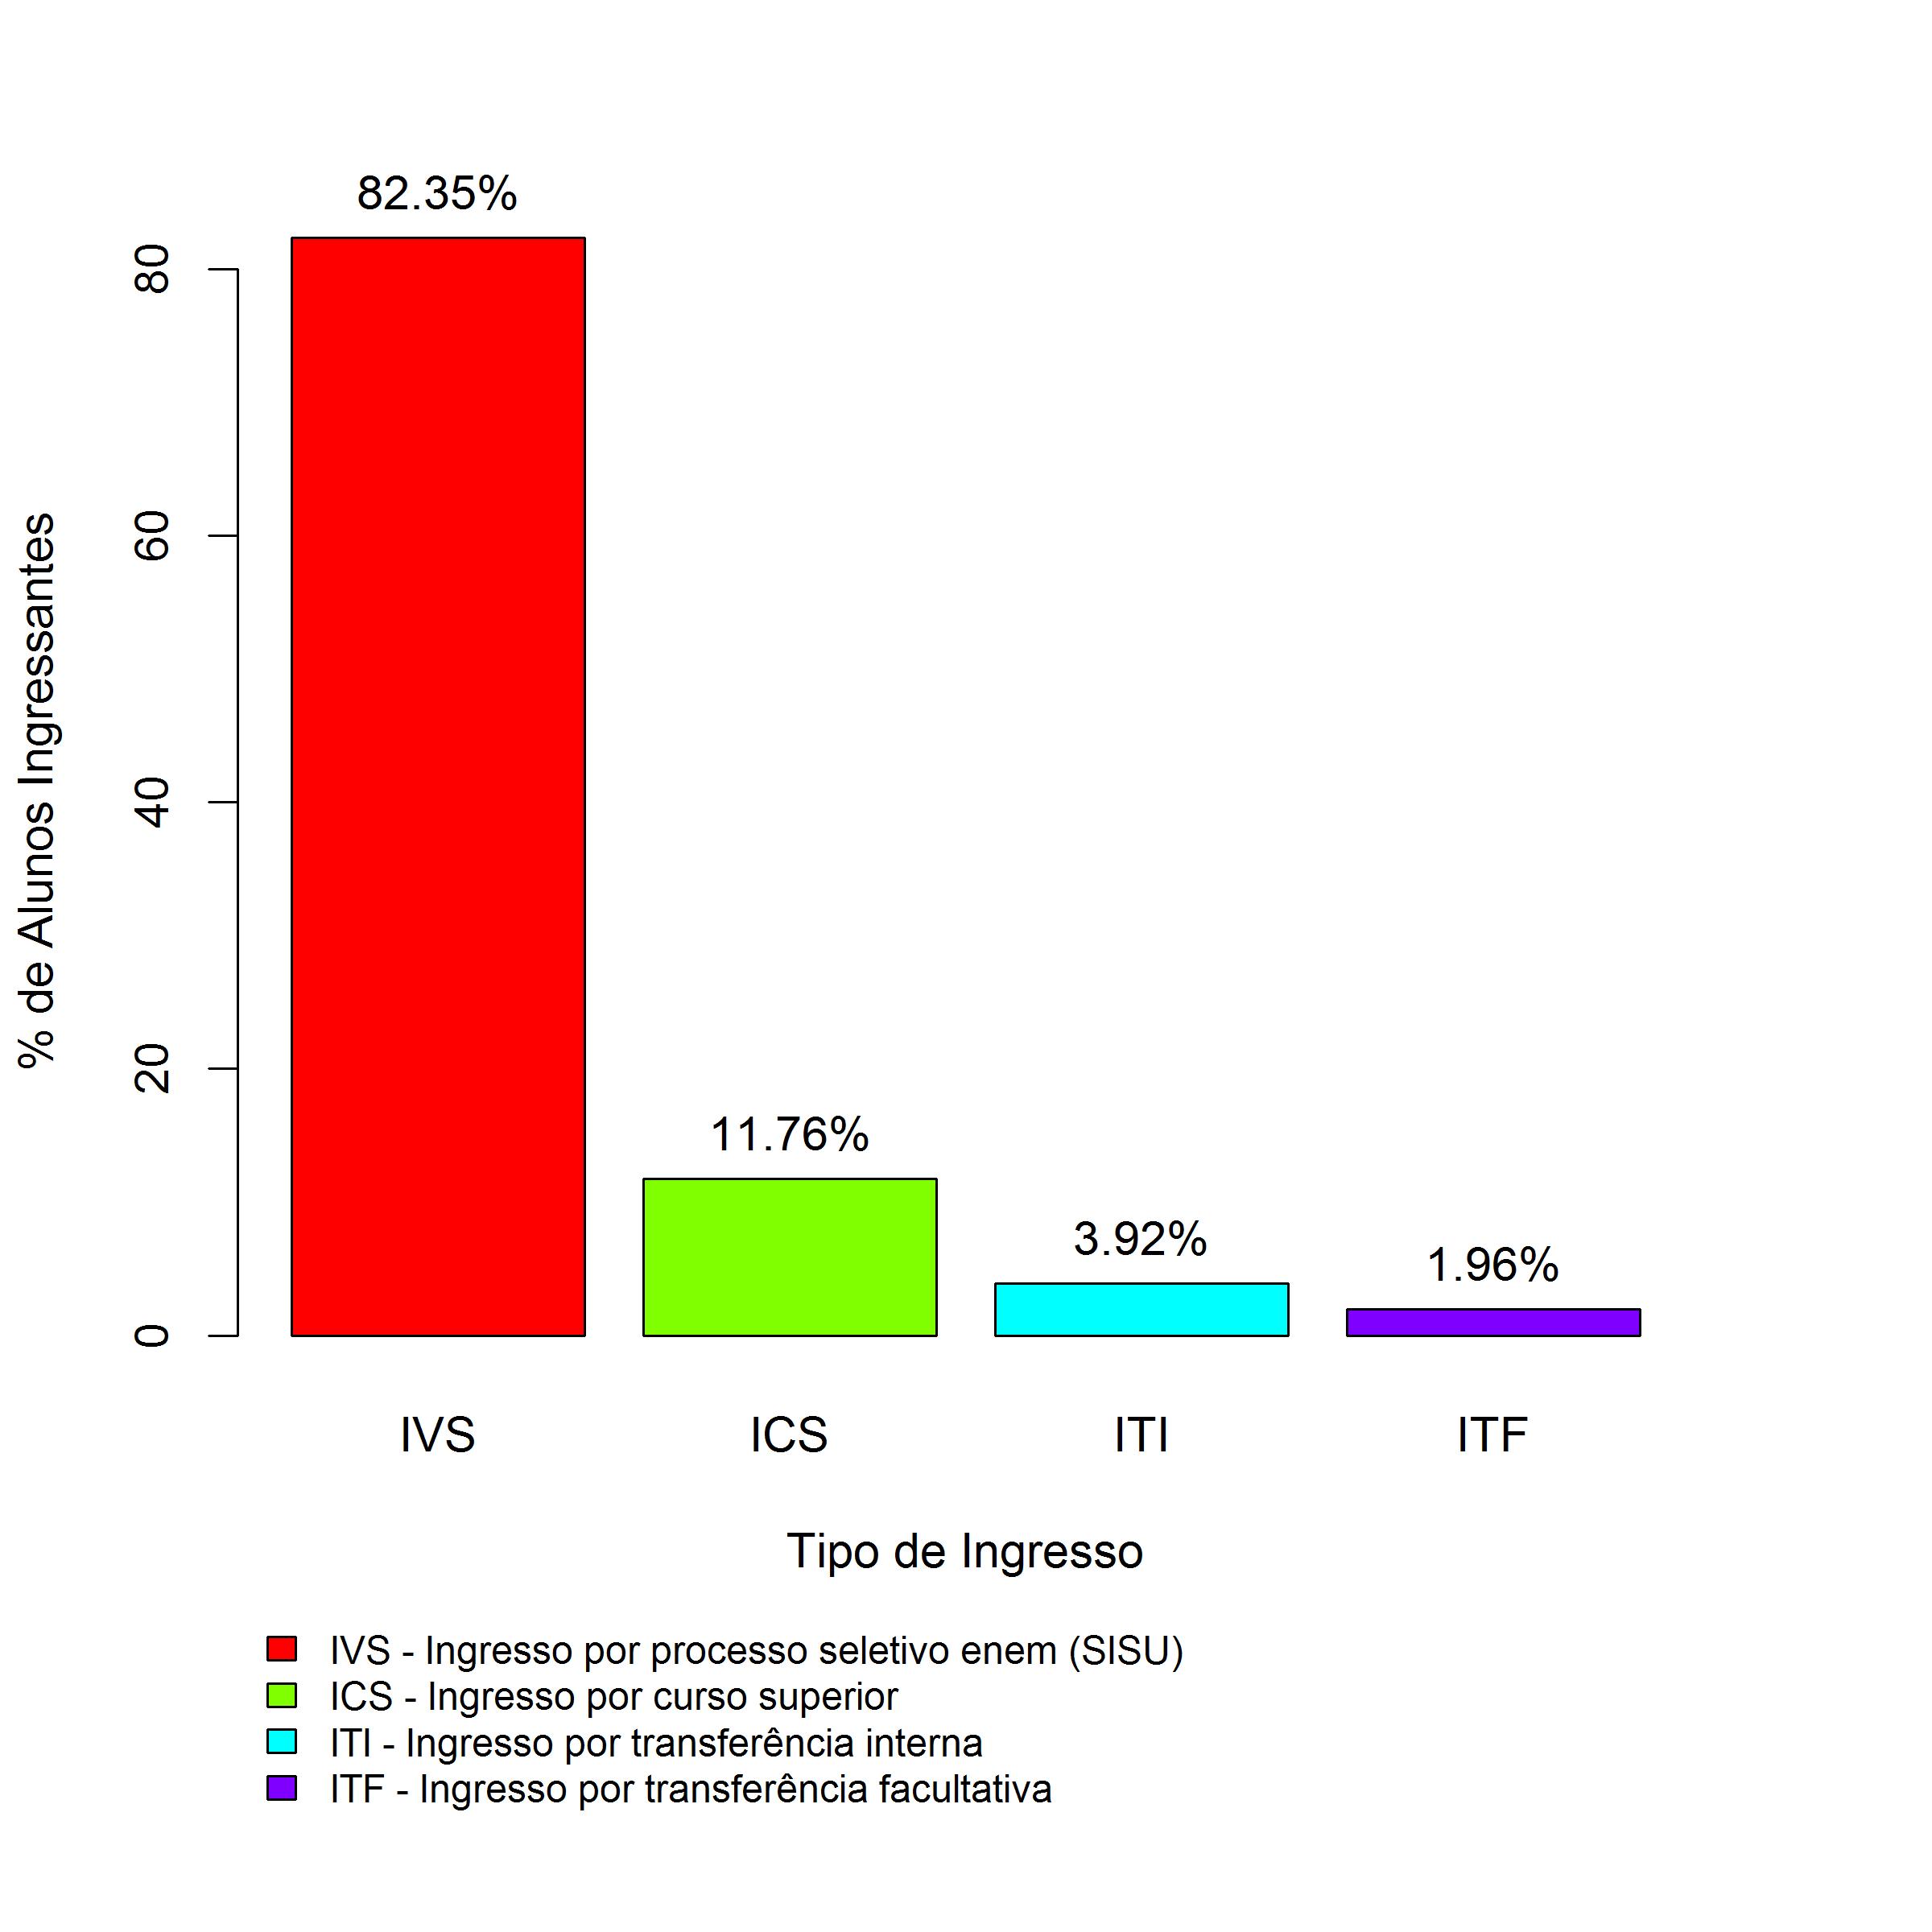 82.35%
80
60
40
20
0
% de Alunos Ingressantes
11.76%
3.92%
1.96%
IVS
ICS
ITI
ITF
Tipo de Ingresso
IVS - Ingresso por processo seletivo enem (SISU)
ICS - Ingresso por curso superior
ITI - Ingresso por transferência interna
ITF - Ingresso por transferência facultativa